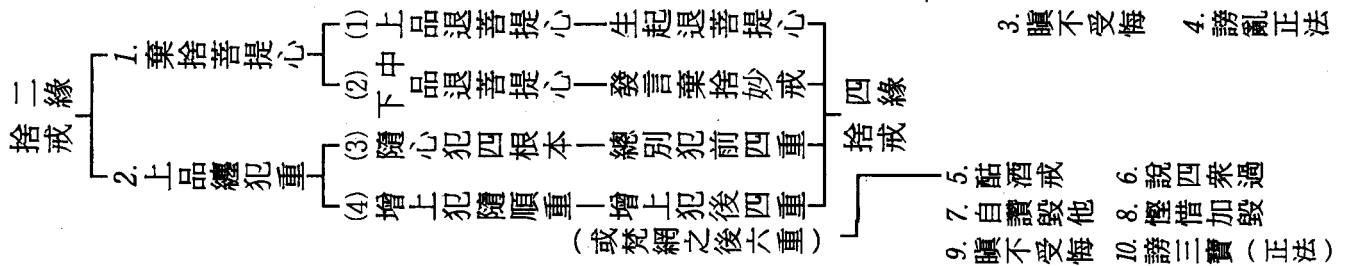 二緣
捨戒
1. 棄捨菩提心
2. 上品纏犯重
(1) 上品退菩提心 — 生起退菩提心
(2) 中下品退菩提心 — 發言棄捨妙戒
(3) 隨心犯四根本 — 總別犯前四重
(4) 增上犯隨順重 — 增上犯後四重
(或梵網之後六重)
四緣
捨戒
3. 瞋不受悔 4. 謗亂正法
5. 酤酒戒 6. 說四衆過
7. 自讚毀他 8. 慳惜加毀
9. 瞋不受悔 10. 謗三寶(正法)